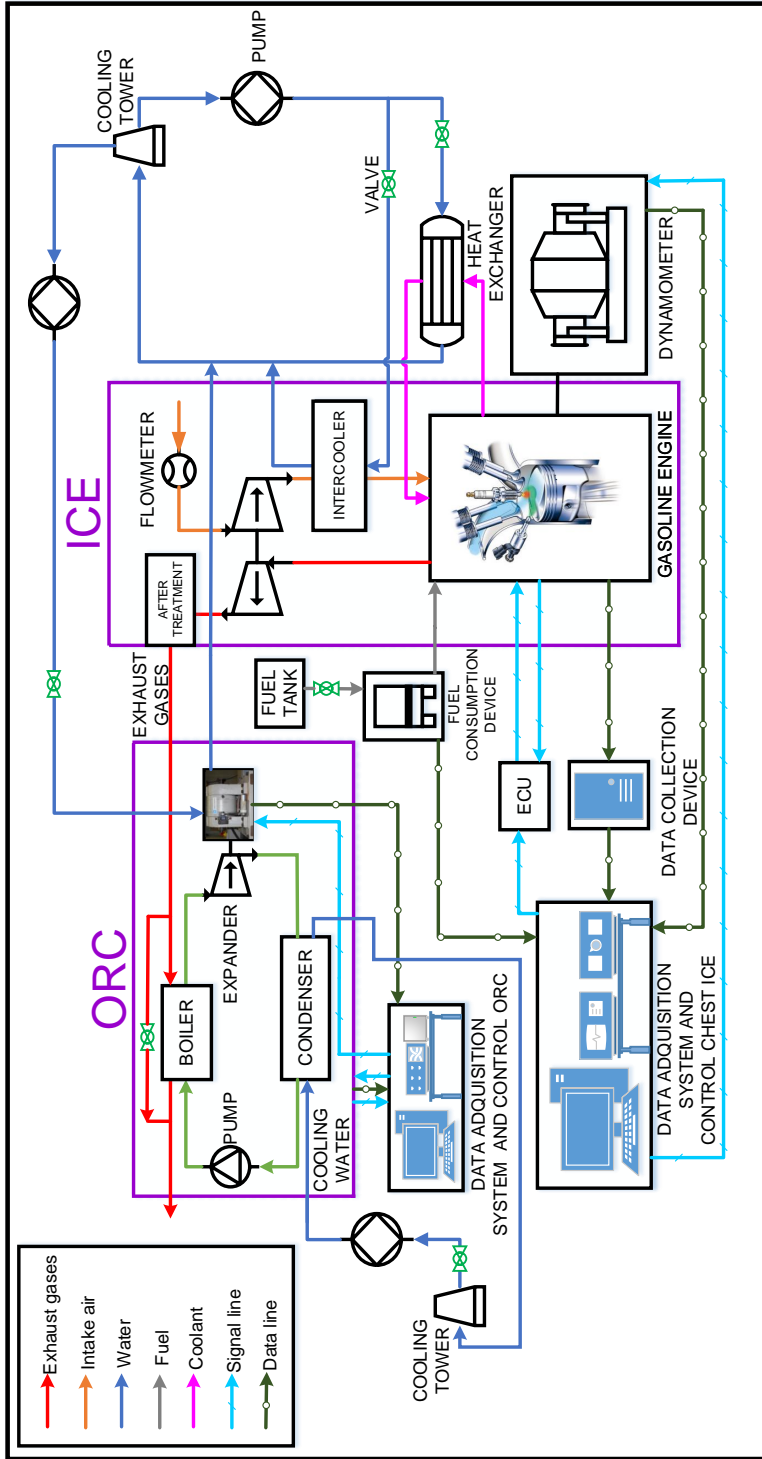 Exhaust gases
Intake air
Water
Fuel
Coolant
Signal line
Data line
ORC
BOILER
PUMP
EXPANDER
CONDENSER
COOLING
WATER
COOLING
TOWER
DATA ADQUISITION
SYSTEM AND CONTROL ORC
EXHAUST
GASES
ICE
AFTER
TREATMENT
FLOWMETER
INTERCOOLER
GASOLINE ENGINE
FUEL
TANK
FUEL
CONSUMPTION
DEVICE
ECU
DATA COLLECTION
DEVICE
DATA ADQUISITION
SYSTEM AND
CONTROL CHEST ICE
COOLING
TOWER
PUMP
VALVE
HEAT
EXCHANGER
DYNAMOMETER